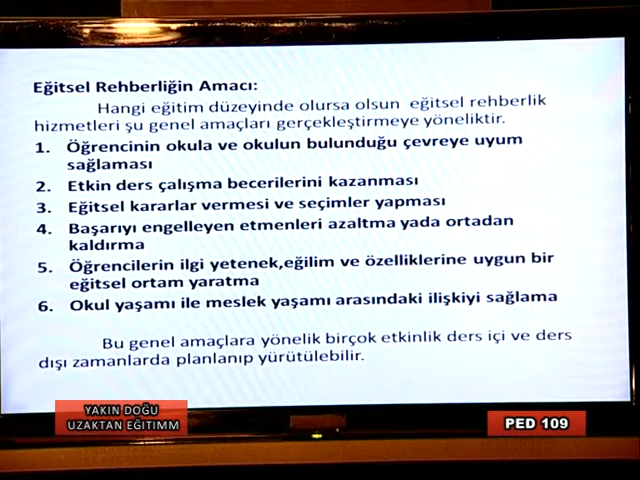 Eğitsel Rehberliğin Amacı:
Hangi eğitim düzeyinde olursa olsun eğitsel rehberlik
hizmetleri şu genel amaçları gerçekleştirmeye yöneliktir.
1. Öğrencinin okula ve okulun bulunduğu çevreye uyum
sağlaması
2. Etkin ders çalışma becerilerini kazanması
3. Eğitsel kararlar vermesi ve seçimler yapması
4. Başarıyı engelleyen etmenleri azaltma yada ortadan
kaldırma
5. Öğrencilerin ilgi yetenek,eğilim ve özelliklerine uygun bir
eğitsel ortam yaratma
6. Okul yaşamı ile meslek yaşamı arasındaki ilişkiyi sağlama
Bu genel amaçlara yönelik birçok etkinlik ders içi ve ders
dışı zamanlarda planlanıp yürütülebilir.
YAKIN DOĞU
UZAKTAN EĞITIMM
PED 109